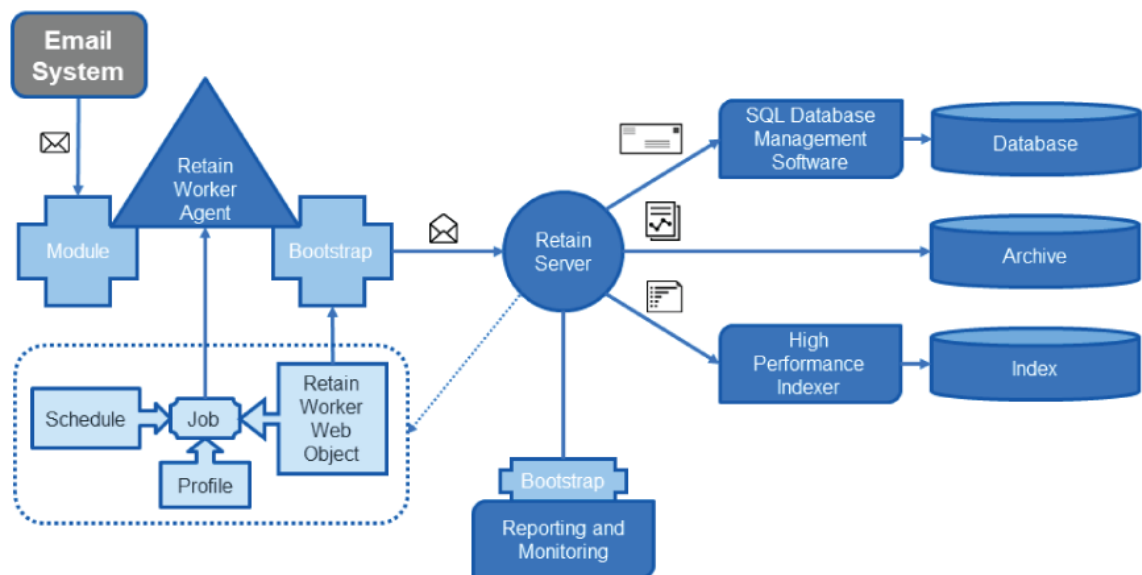 Email
System
Retain
Worker
Agent
Module
Bootstrap
Retain
Server
SQL Database
Management
Software
Database
Archive
High
Performance
Indexer
Index
Schedule
Job
Profile
Retain
Worker
Web
Object
Bootstrap
Reporting and
Monitoring